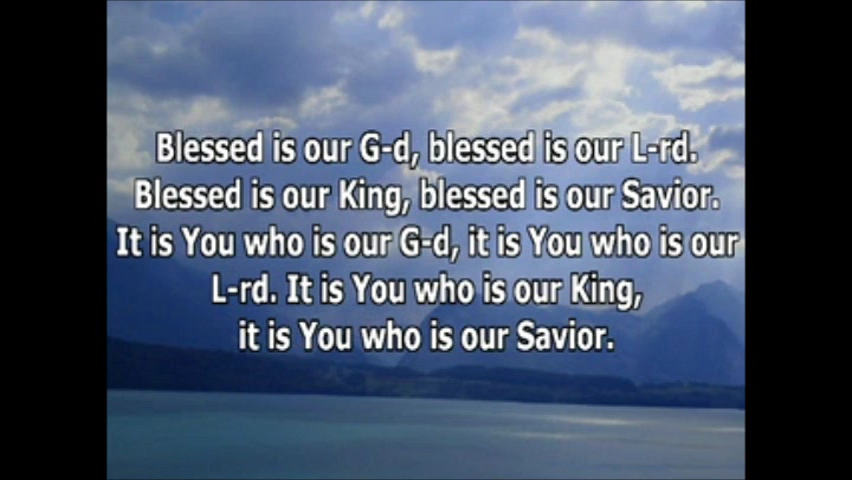 Blessed is our G-d, blessed is our L-rd.
Blessed is our King, blessed is our Savior.
It is You who is our G-d, it is You who is our
L-rd. It is You who is our King,
it is You who is our Savior.